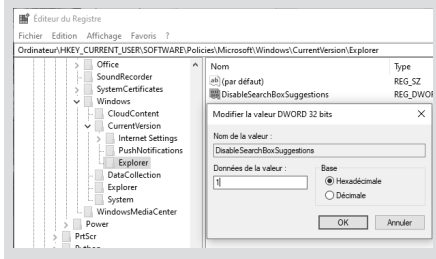 Éditeur du Registre
Fichier Edition Affichage Favoris ?
Ordinateur\HKEY_CURRENT_USER\SOFTWARE\Policies\Microsoft\Windows\CurrentVersion\Explorer
Office
SoundRecorder
SystemCertificates
Windows
CloudContent
CurrentVersion
Internet Settings
PushNotifications
Explorer
DataCollection
Explorer
System
WindowsMediaCenter
Power
PrtScr
Python
Nom Type
ab (par défaut) REG_SZ
DisableSearchBoxSuggestions REG_DWOR
Modifier la valeur DWORD 32 bits
Nom de la valeur :
DisableSearchBoxSuggestions
Données de la valeur : Base
1 Hexadécimale
Décimale
OK Annuler